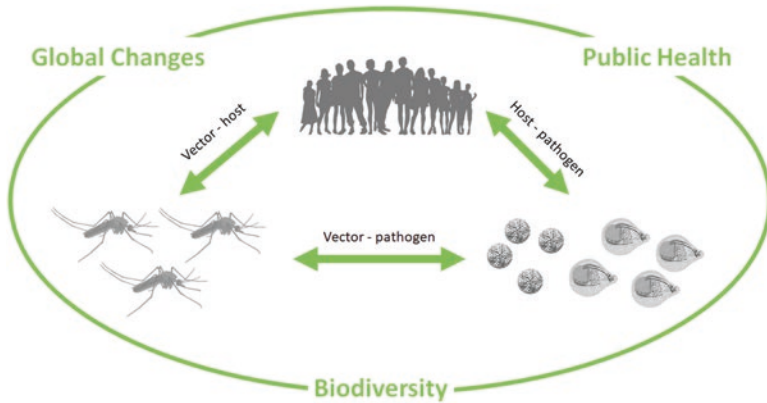 Global Changes
Public Health
Vector - host
Host - pathogen
Vector - pathogen
Biodiversity